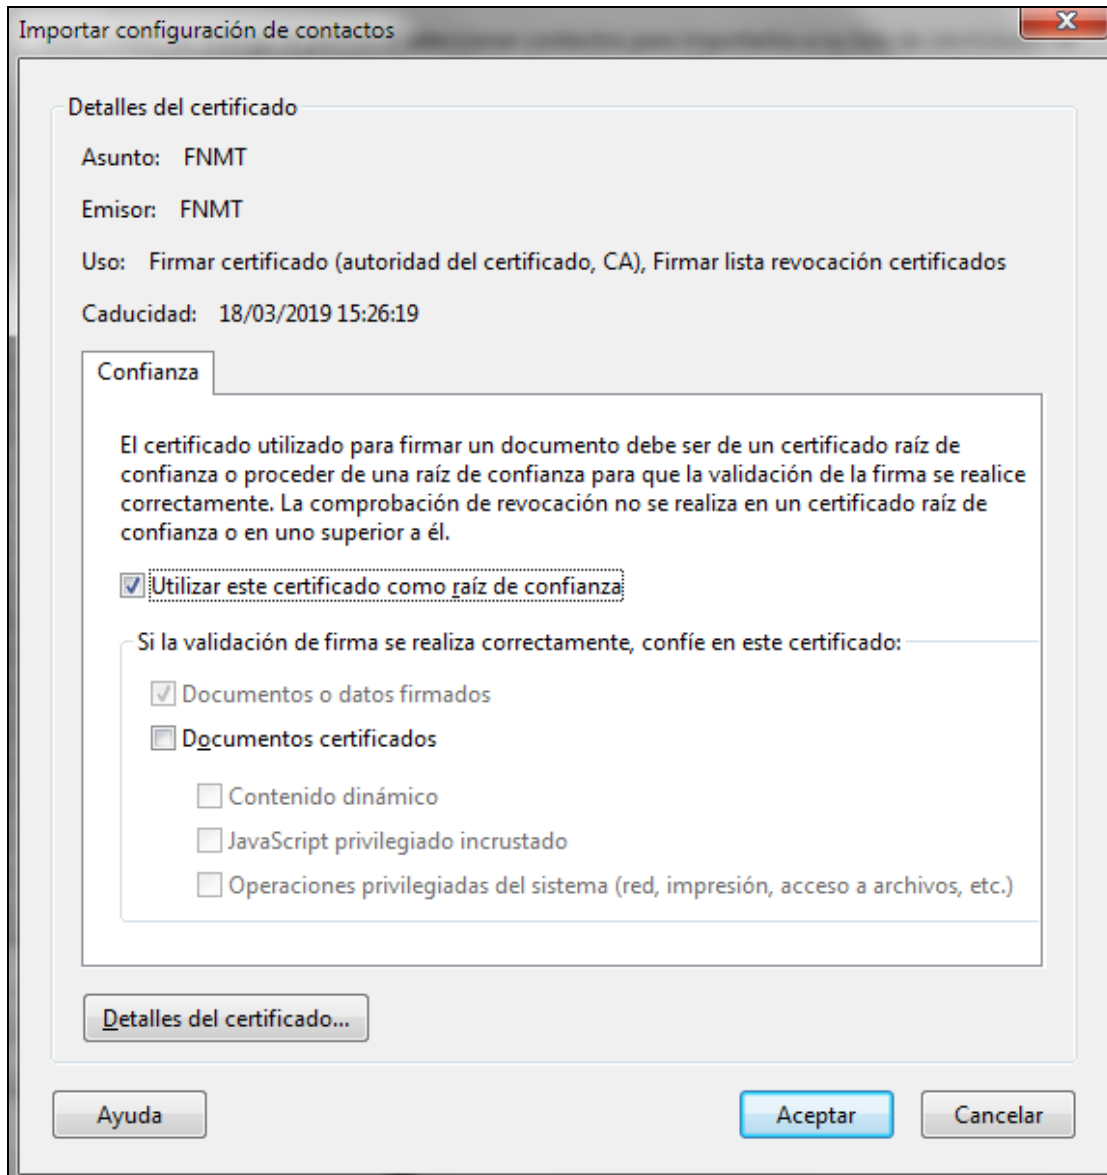 Importar configuración de contactos
Detalles del certificado
Asunto: FNMT
Emisor: FNMT
Uso: Firmar certificado (autoridad del certificado, CA), Firmar lista revocación certificados
Caducidad: 18/03/2019 15:26:19
Confianza
El certificado utilizado para firmar un documento debe ser de un certificado raíz de
confianza o proceder de una raíz de confianza para que la validación de la firma se realice
correctamente. La comprobación de revocación no se realiza en un certificado raíz de
confianza o en uno superior a él.
Utilizar este certificado como raíz de confianza
Si la validación de firma se realiza correctamente, confíe en este certificado:
Documentos o datos firmados
Documentos certificados
Contenido dinámico
JavaScript privilegiado incrustado
Operaciones privilegiadas del sistema (red, impresión, acceso a archivos, etc.)
Detalles del certificado...
Ayuda
Aceptar
Cancelar